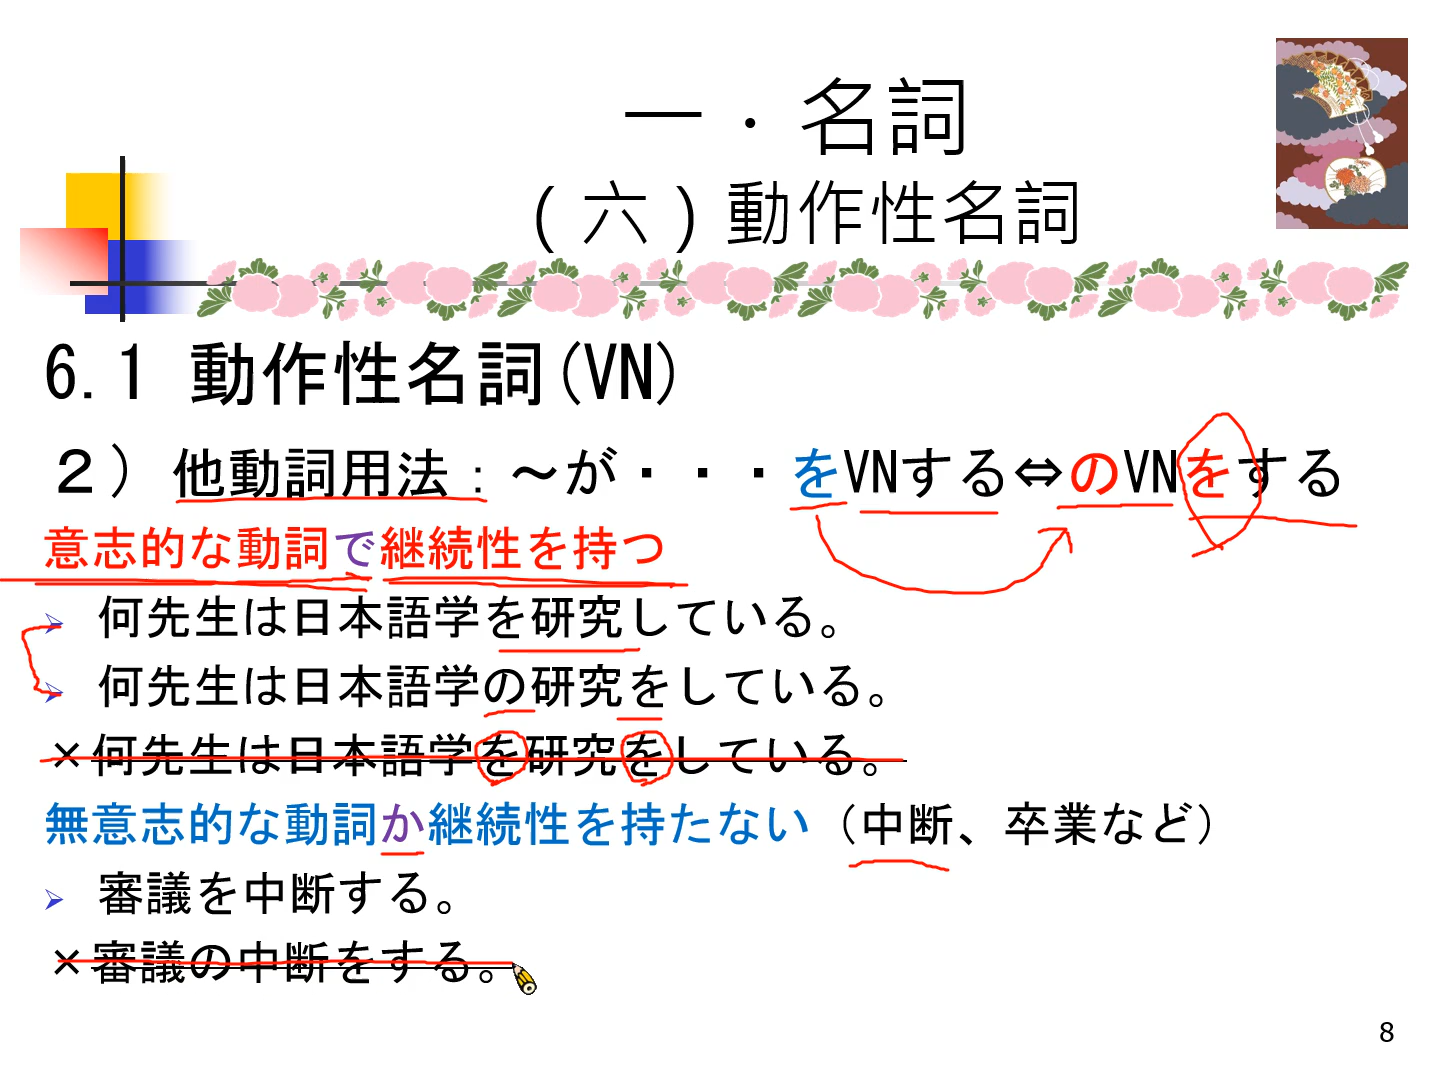 一．名詞
（六）動作性名詞
6.1 動作性名詞(VN)
２）他動詞用法：～が・・・をVNする⇔のVNをする
意志的な動詞で継続性を持つ
何先生は日本語学を研究している。
何先生は日本語学の研究をしている。
×何先生は日本語学を研究をしている。
無意志的な動詞か継続性を持たない（中断、卒業など）
審議を中断する。
×審議の中断をする。
8